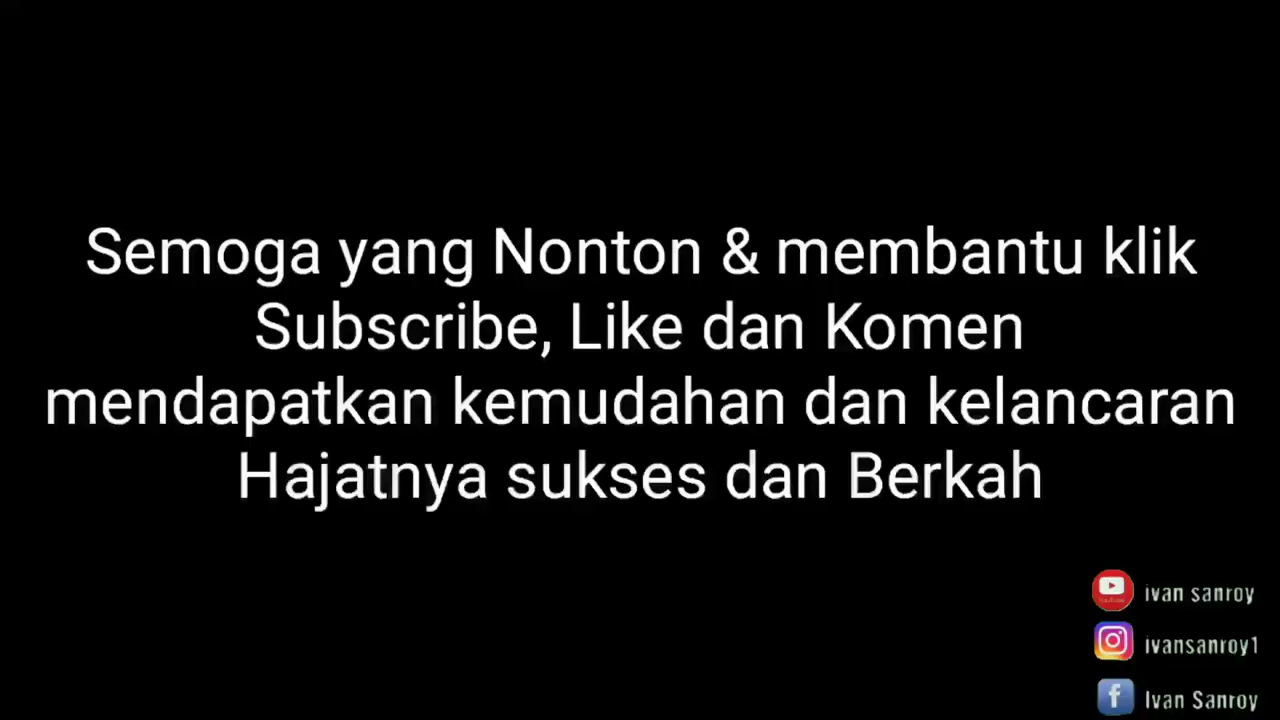 Semoga yang Nonton & membantu klik
Subscribe, Like dan Komen
mendapatkan kemudahan dan kelancaran
Hajatnya sukses dan Berkah
ivan sanroy
ivansanroy1
Ivan Sanroy